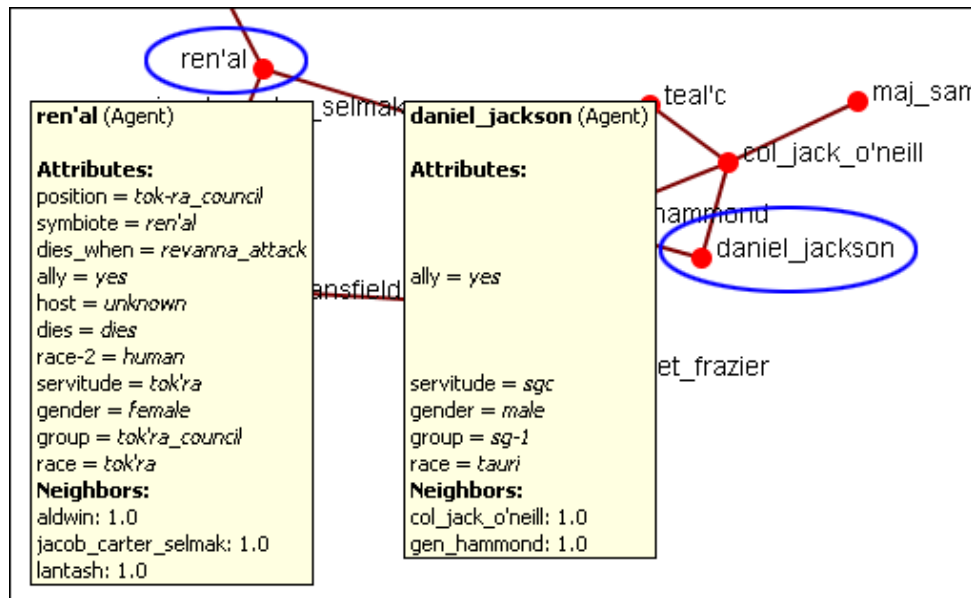 ren'al
teal'c
maj_sam
_selmak
col_jack_o'neill
hammond
daniel_jackson
ansfield
et_frazier
ren'al (Agent)
Attributes:
position = tok-ra_council
symbiote = ren'al
dies_when = revanna_attack
ally = yes
host = unknown
dies = dies
race-2 = human
servitude = tok'ra
gender = female
group = tok'ra_council
race = tok'ra
Neighbors:
aldwin: 1.0
jacob_carter_selmak: 1.0
lantash: 1.0
daniel_jackson (Agent)
Attributes:
ally = yes
servitude = sgc
gender = male
group = sg-1
race = tauri
Neighbors:
col_jack_o'neill: 1.0
gen_hammond: 1.0